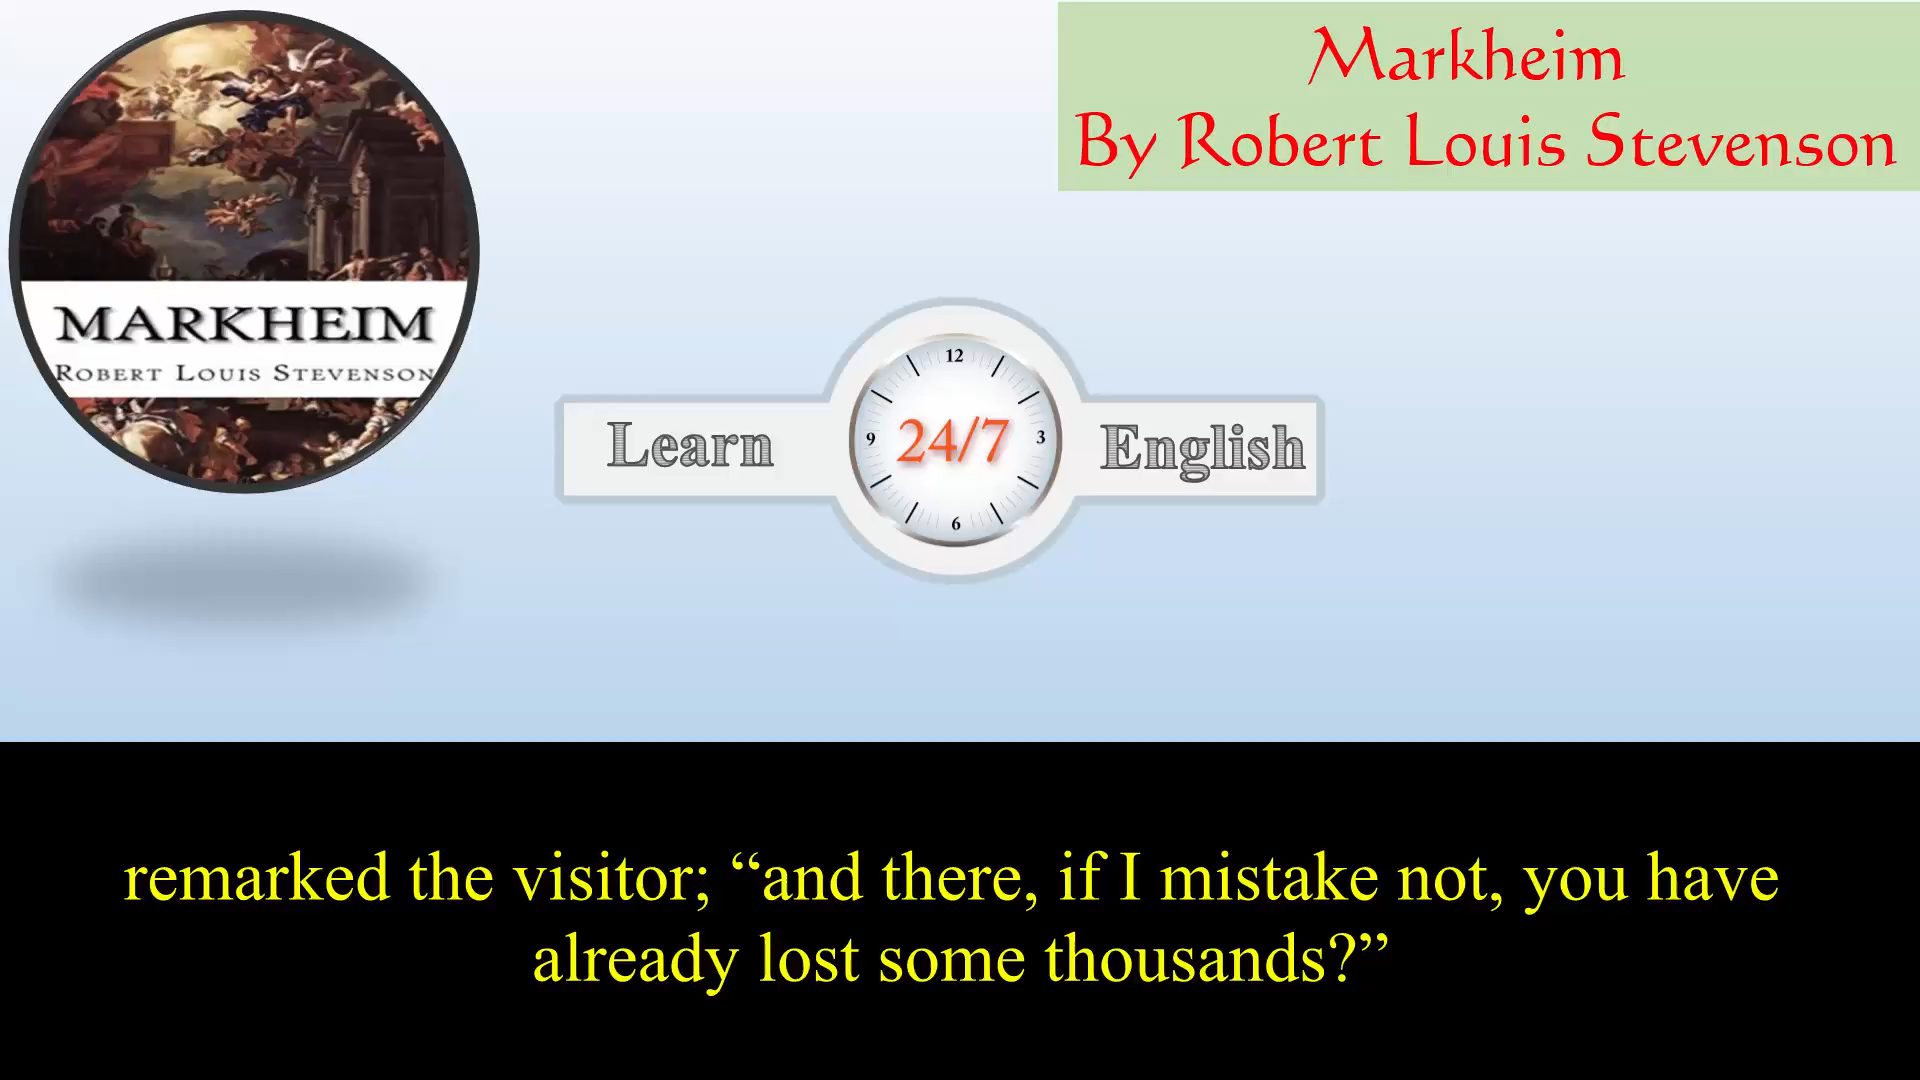 Markheim
By Robert Louis Stevenson
MARKHEIM
ROBERT LOUIS STEVENSON
12
Learn
9
24/7
3
English
6
remarked the visitor; “and there, if I mistake not, you have
already lost some thousands?”